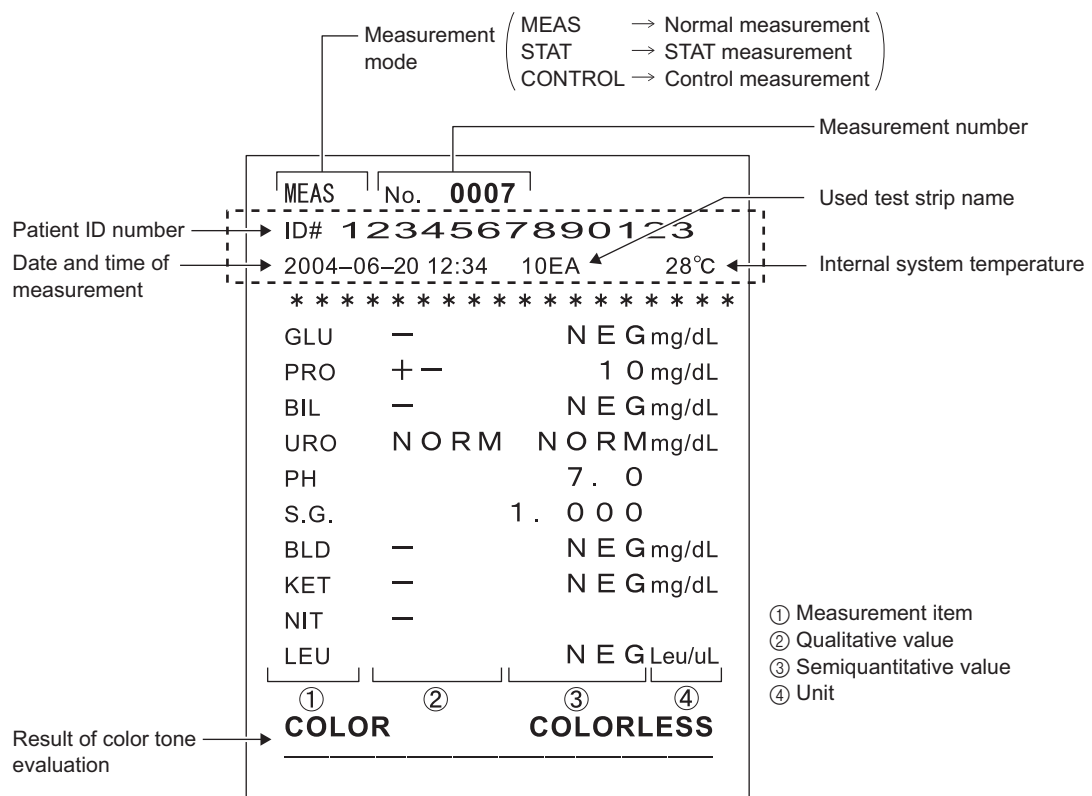 Measurement mode
MEAS → Normal measurement
STAT → STAT measurement
CONTROL → Control measurement
Measurement number
MEAS No. 0007
Used test strip name
Patient ID number
ID# 1234567890123
Date and time of measurement
2004–06–20 12:34 10EA 28°C
Internal system temperature
* * * * * * * * * * * * * * * * * *
GLU − NEG mg/dL
PRO +− 10 mg/dL
BIL − NEG mg/dL
URO NORM NORM mg/dL
PH 7.0
S.G. 1.000
BLD − NEG mg/dL
KET − NEG mg/dL
NIT −
LEU NEG Leu/uL
① ② ③ ④
① Measurement item
② Qualitative value
③ Semiquantitative value
④ Unit
COLOR COLORLESS
Result of color tone evaluation